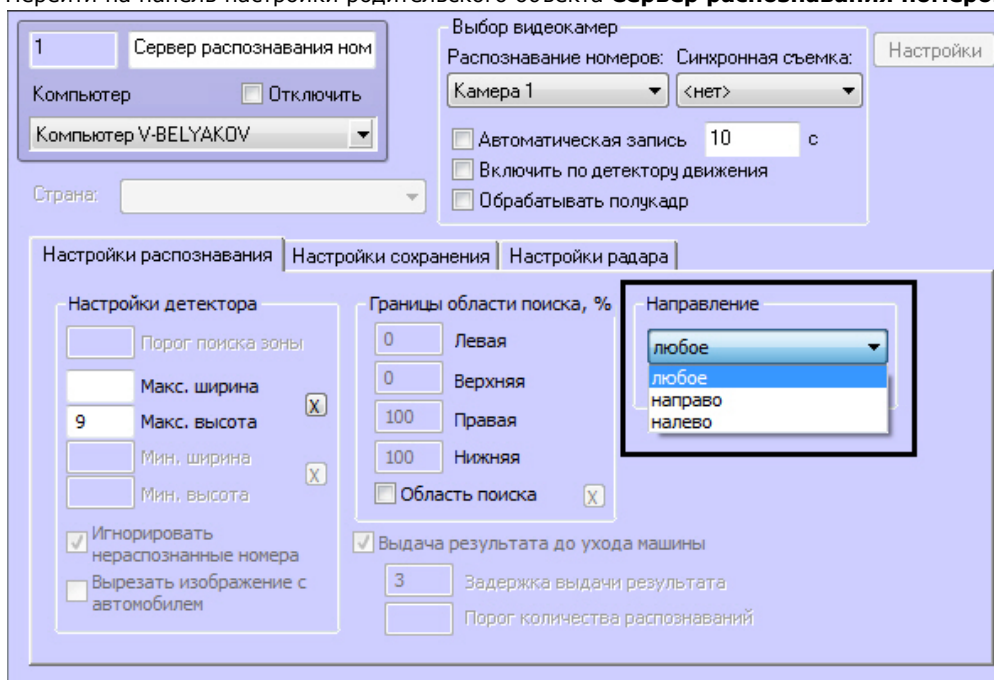 Перейти на панель настройки родительского объекта Сервер распознавания номеро
1 Сервер распознавания ном
Компьютер Отключить
Компьютер V-BELYAKOV
Страна:
Выбор видеокамер
Распознавание номеров: Синхронная съемка:
Камера 1 <нет>
Автоматическая запись 10 с
Включить по детектору движения
Обрабатывать полукадр
Настройки
Настройки распознавания Настройки сохранения Настройки радара
Настройки детектора
Порог поиска зоны
Макс. ширина
X
9 Макс. высота
Мин. ширина
X
Мин. высота
Игнорировать
нераспознанные номера
Вырезать изображение с
автомобилем
Границы области поиска, %
0 Левая
0 Верхняя
100 Правая
100 Нижняя
Область поиска X
Направление
любое
любое
направо
налево
Выдача результата до ухода машины
3 Задержка выдачи результата
Порог количества распознаваний